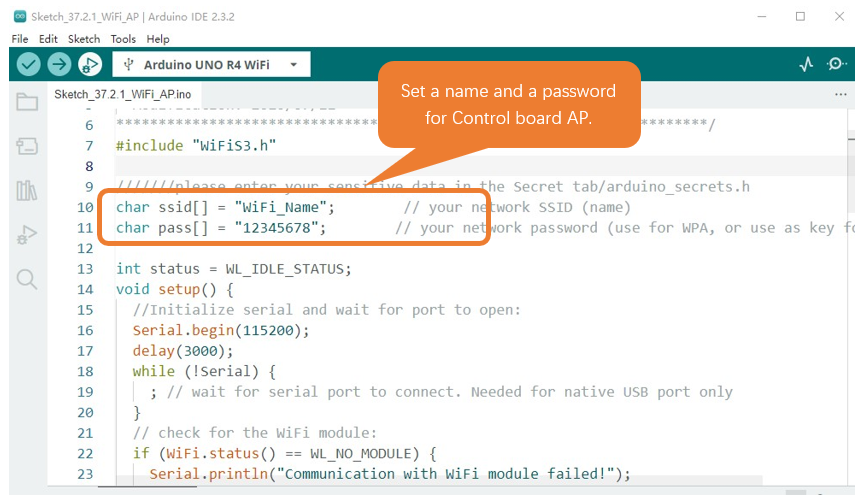 Sketch_37.2.1_WiFi_AP | Arduino IDE 2.3.2
File Edit Sketch Tools Help
Arduino UNO R4 WiFi
Sketch_37.2.1_WiFi_AP.ino
Set a name and a password
for Control board AP.
6 ***********************************************************************/
7 #include "WiFiS3.h"
8
9 ///////please enter your sensitive data in the Secret tab/arduino_secrets.h
10 char ssid[] = "WiFi_Name"; // your network SSID (name)
11 char pass[] = "12345678"; // your network password (use for WPA, or use as key fo
12
13 int status = WL_IDLE_STATUS;
14 void setup() {
15 //Initialize serial and wait for port to open:
16 Serial.begin(115200);
17 delay(3000);
18 while (!Serial) {
19 ; // wait for serial port to connect. Needed for native USB port only
20 }
21 // check for the WiFi module:
22 if (WiFi.status() == WL_NO_MODULE) {
23 Serial.println("Communication with WiFi module failed!");